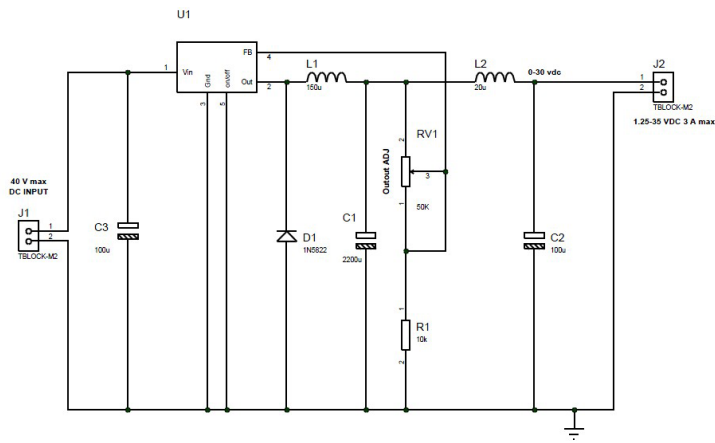 U1
FB
4
1
Vin
Gnd
on/off
Out
2
3
5
L1
150u
L2
20u
0-30 vdc
J2
1
2
TBLOCK-M2
1.25-35 VDC 3 A max
2
RV1
Outout ADJ
3
1
50K
40 V max
DC INPUT
J1
1
2
TBLOCK-M2
C3
100u
D1
1N5822
C1
2200u
C2
100u
1
R1
10k
2